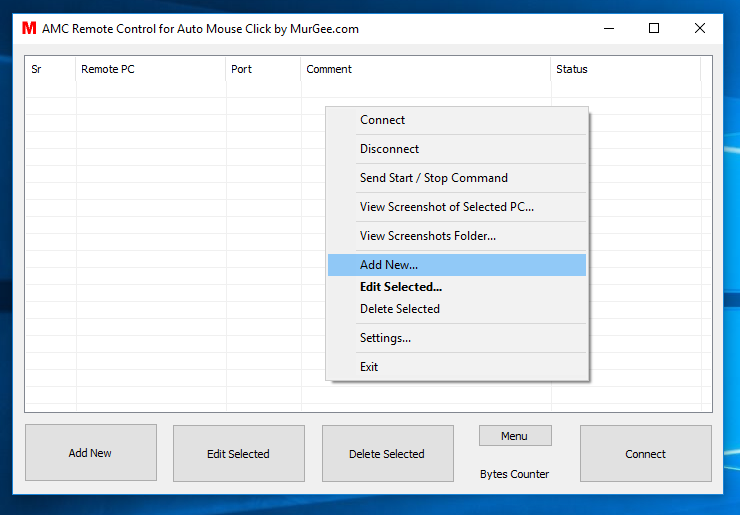 M AMC Remote Control for Auto Mouse Click by MurGee.com
Sr Remote PC Port Comment Status
Connect
Disconnect
Send Start / Stop Command
View Screenshot of Selected PC...
View Screenshots Folder...
Add New...
Edit Selected...
Delete Selected
Settings...
Exit
Add New
Edit Selected
Delete Selected
Menu
Bytes Counter
Connect